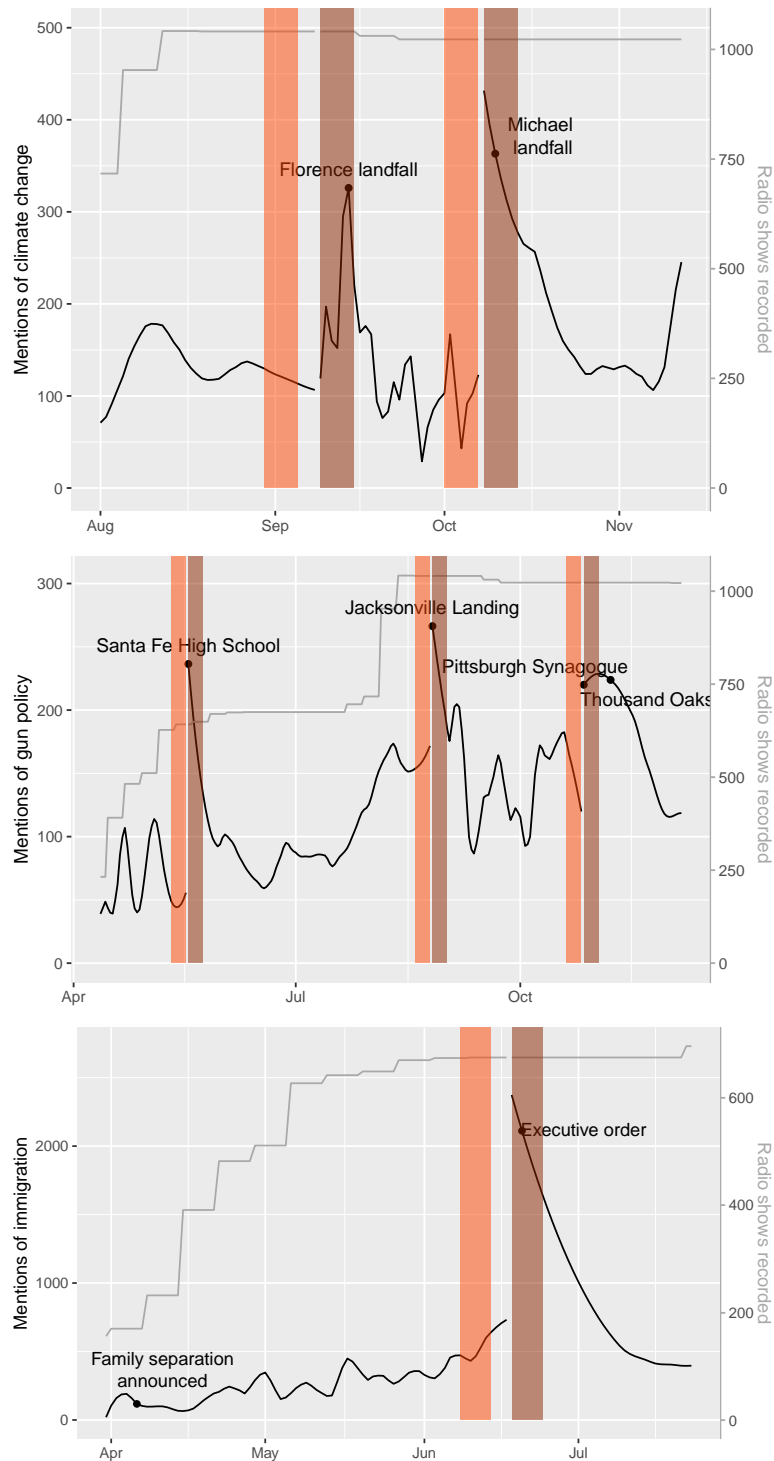 500
400
300
200
100
0
Mentions of climate change
1000
750
500
250
0
Radio shows recorded
Florence landfall
Michael
landfall
Aug
Sep
Oct
Nov
300
200
100
0
Mentions of gun policy
1000
750
500
250
0
Radio shows recorded
Santa Fe High School
Jacksonville Landing
Pittsburgh Synagogue
Thousand Oaks
Apr
Jul
Oct
2000
1000
0
Mentions of immigration
600
400
200
0
Radio shows recorded
Executive order
Family separation
announced
Apr
May
Jun
Jul